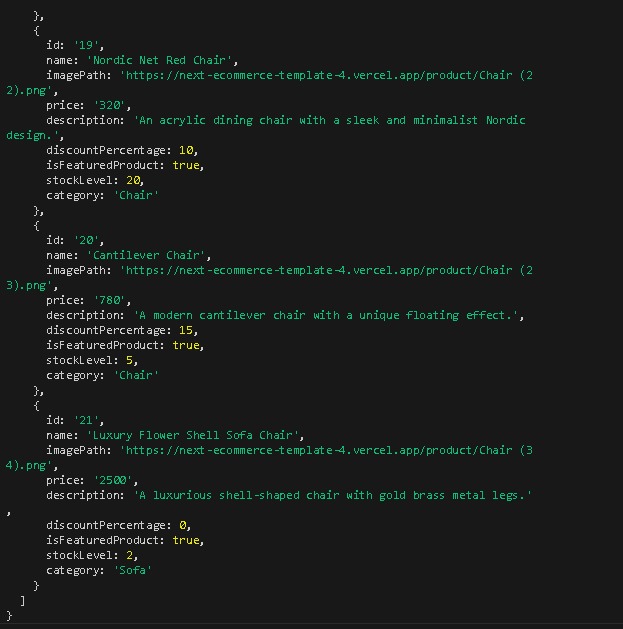 },
{
id: '19',
name: 'Nordic Net Red Chair',
imagePath: 'https://next-ecommerce-template-4.vercel.app/product/Chair (2
2).png',
price: '320',
description: 'An acrylic dining chair with a sleek and minimalist Nordic
design.',
discountPercentage: 10,
isFeaturedProduct: true,
stockLevel: 20,
category: 'Chair'
},
{
id: '20',
name: 'Cantilever Chair',
imagePath: 'https://next-ecommerce-template-4.vercel.app/product/Chair (2
3).png',
price: '780',
description: 'A modern cantilever chair with a unique floating effect.',
discountPercentage: 15,
isFeaturedProduct: true,
stockLevel: 5,
category: 'Chair'
},
{
id: '21',
name: 'Luxury Flower Shell Sofa Chair',
imagePath: 'https://next-ecommerce-template-4.vercel.app/product/Chair (3
4).png',
price: '2500',
description: 'A luxurious shell-shaped chair with gold brass metal legs.'
,
discountPercentage: 0,
isFeaturedProduct: true,
stockLevel: 2,
category: 'Sofa'
}
]
}